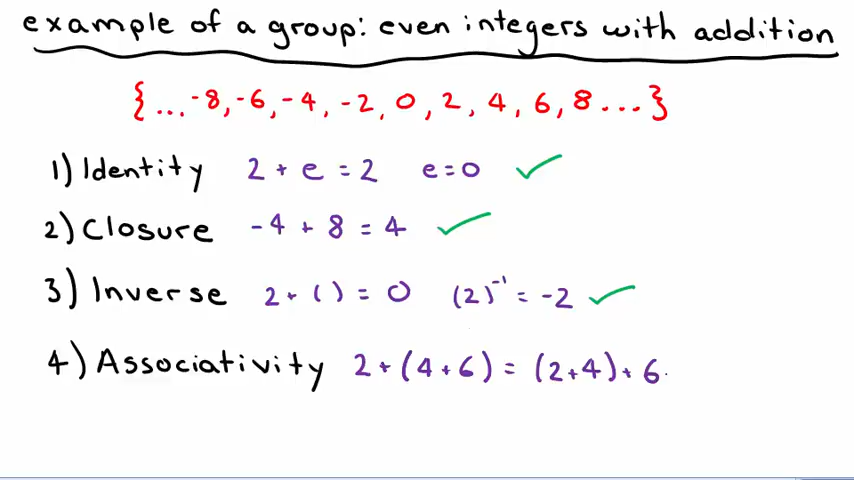 example of a group: even integers with addition
{...-8, -6, -4, -2, 0, 2, 4, 6, 8...}
1) Identity 2 + e = 2 e = 0 ✓
2) Closure -4 + 8 = 4 ✓
3) Inverse 2 + ( ) = 0 (2)⁻¹ = -2 ✓
4) Associativity 2 + (4 + 6) = (2 + 4) + 6